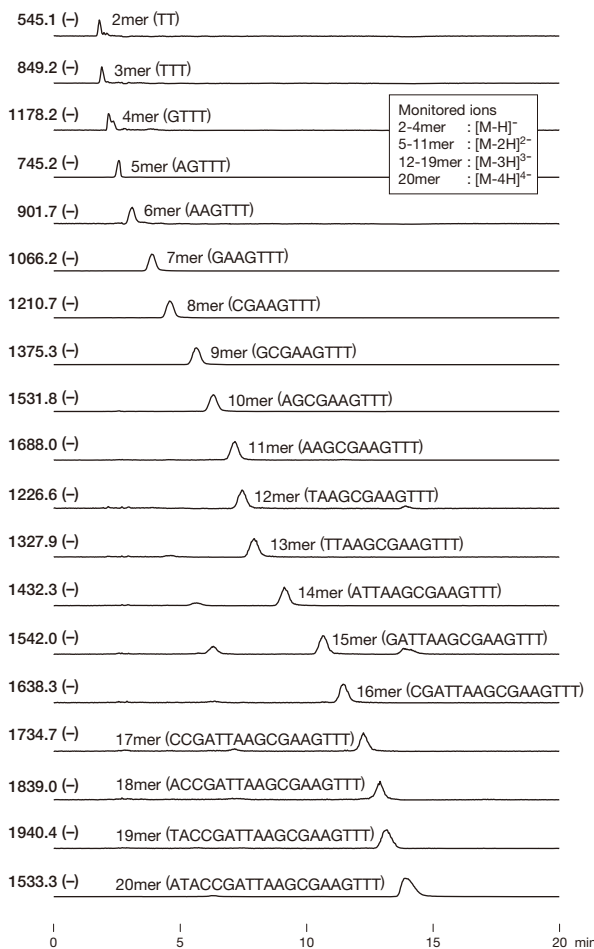 545.1 (–) 2mer (TT)
849.2 (–) 3mer (TTT)
1178.2 (–) 4mer (GTTT)
Monitored ions
2-4mer : [M-H]⁻
5-11mer : [M-2H]²⁻
12-19mer : [M-3H]³⁻
20mer : [M-4H]⁴⁻
745.2 (–) 5mer (AGTTT)
901.7 (–) 6mer (AAGTTT)
1066.2 (–) 7mer (GAAGTTT)
1210.7 (–) 8mer (CGAAGTTT)
1375.3 (–) 9mer (GCGAAGTTT)
1531.8 (–) 10mer (AGCGAAGTTT)
1688.0 (–) 11mer (AAGCGAAGTTT)
1226.6 (–) 12mer (TAAGCGAAGTTT)
1327.9 (–) 13mer (TTAAGCGAAGTTT)
1432.3 (–) 14mer (ATTAAGCGAAGTTT)
1542.0 (–) 15mer (GATTAAGCGAAGTTT)
1638.3 (–) 16mer (CGATTAAGCGAAGTTT)
1734.7 (–) 17mer (CCGATTAAGCGAAGTTT)
1839.0 (–) 18mer (ACCGATTAAGCGAAGTTT)
1940.4 (–) 19mer (TACCGATTAAGCGAAGTTT)
1533.3 (–) 20mer (ATACCGATTAAGCGAAGTTT)
0 5 10 15 20 min